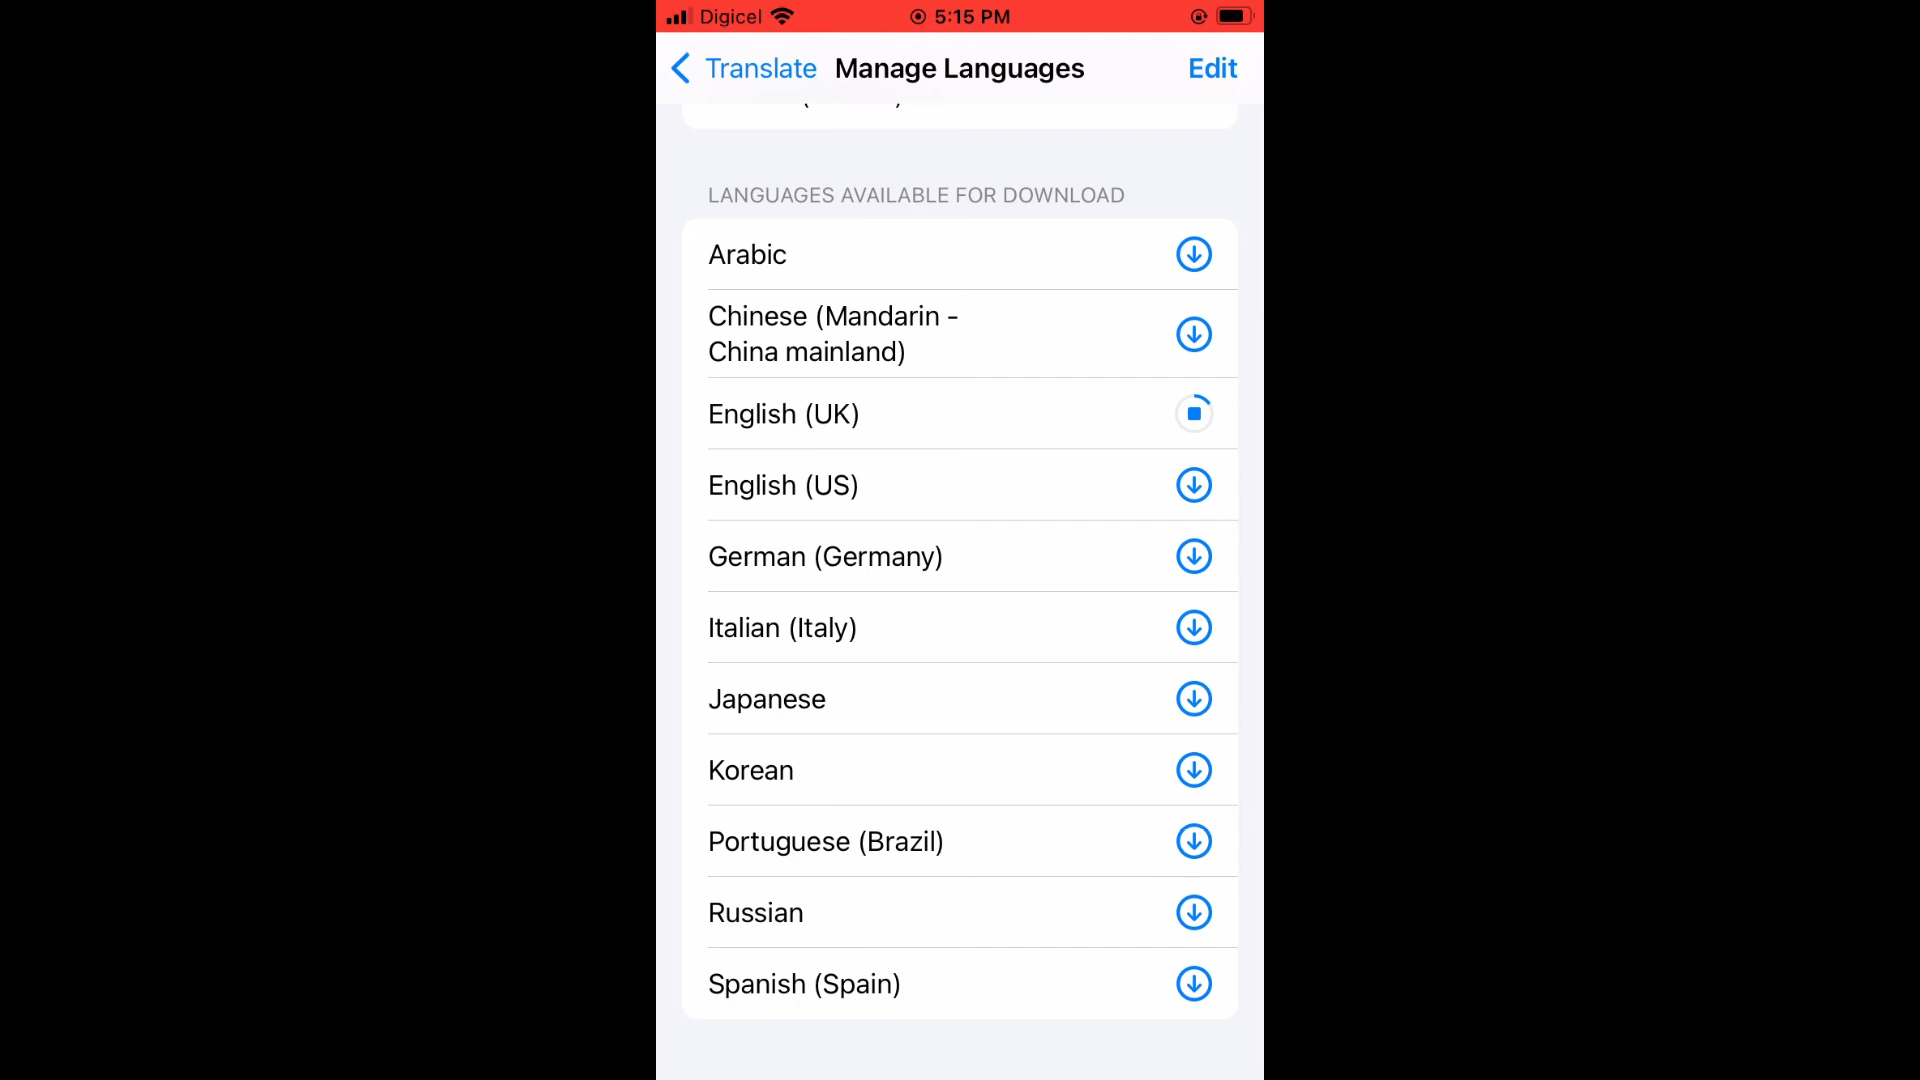 Digicel 5:15 PM
Translate Manage Languages Edit
LANGUAGES AVAILABLE FOR DOWNLOAD
Arabic
Chinese (Mandarin -
China mainland)
English (UK)
English (US)
German (Germany)
Italian (Italy)
Japanese
Korean
Portuguese (Brazil)
Russian
Spanish (Spain)